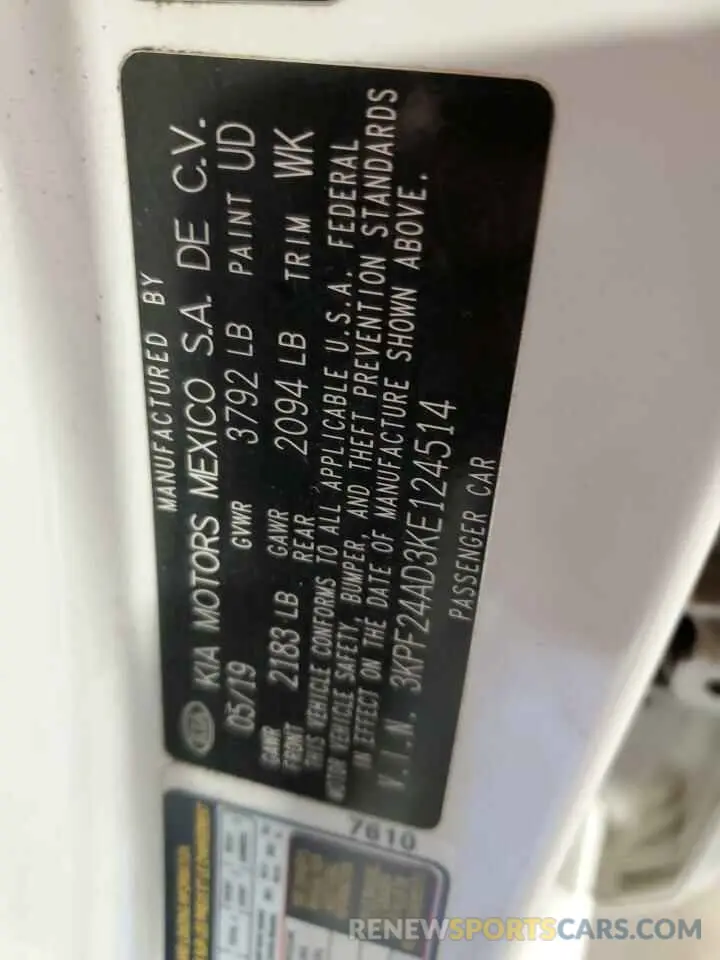 MANUFACTURED BY
KIA MOTORS MEXICO S.A. DE C.V.
05/19 GVWR 3792 LB PAINT UD
GAWR FRONT 2183 LB GAWR REAR 2094 LB TRIM WK
THIS VEHICLE CONFORMS TO ALL APPLICABLE U.S.A. FEDERAL
MOTOR VEHICLE SAFETY, BUMPER, AND THEFT PREVENTION STANDARDS
IN EFFECT ON THE DATE OF MANUFACTURE SHOWN ABOVE.
V.I.N. 3KPF24AD3KE124514
PASSENGER CAR
7610
RENEWSPORTSCARS.COM